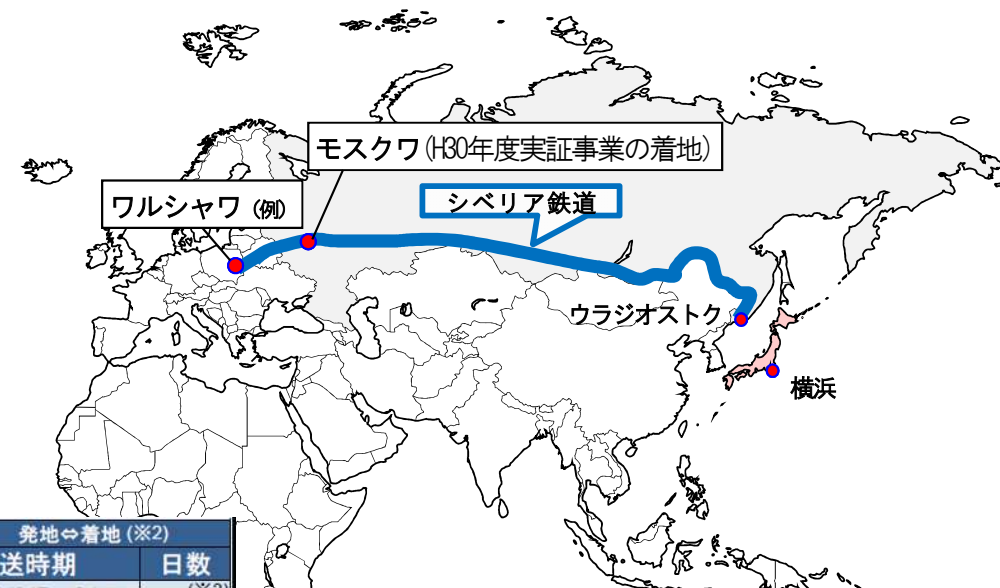 モスクワ(H30年度実証事業の着地)
シベリア鉄道
ワルシャワ (例)
ウラジオストク
横浜
発地⇔着地 (※2)
送時期
日数